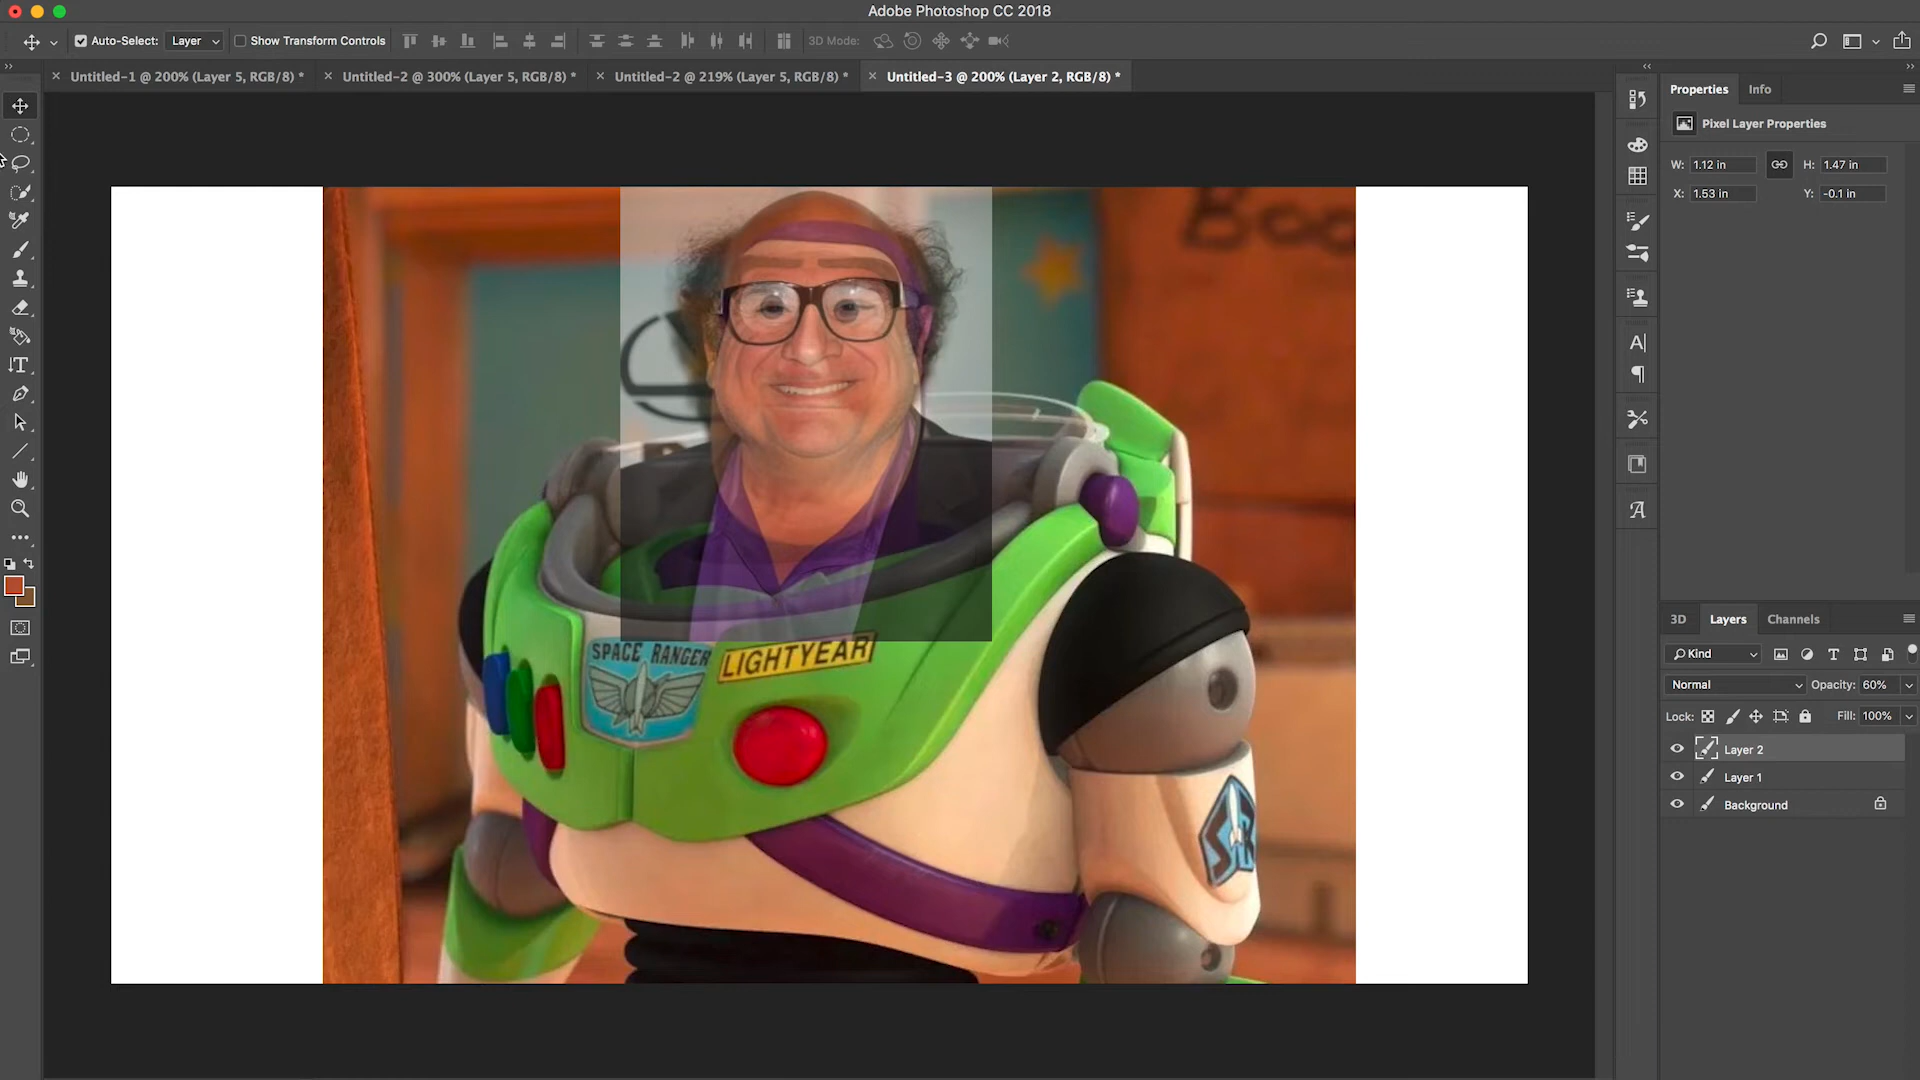 Adobe Photoshop CC 2018
Auto-Select: Layer Show Transform Controls 3D Mode:
Untitled-1 @ 200% (Layer 5, RGB/8) * Untitled-2 @ 300% (Layer 5, RGB/8) * Untitled-2 @ 219% (Layer 5, RGB/8) * Untitled-3 @ 200% (Layer 2, RGB/8) *
Properties Info
Pixel Layer Properties
W: 1.12 in H: 1.47 in
X: 1.53 in Y: -0.1 in
SPACE RANGER
LIGHTYEAR
3D Layers Channels
Kind
Normal Opacity: 60%
Lock: Fill: 100%
Layer 2
Layer 1
Background